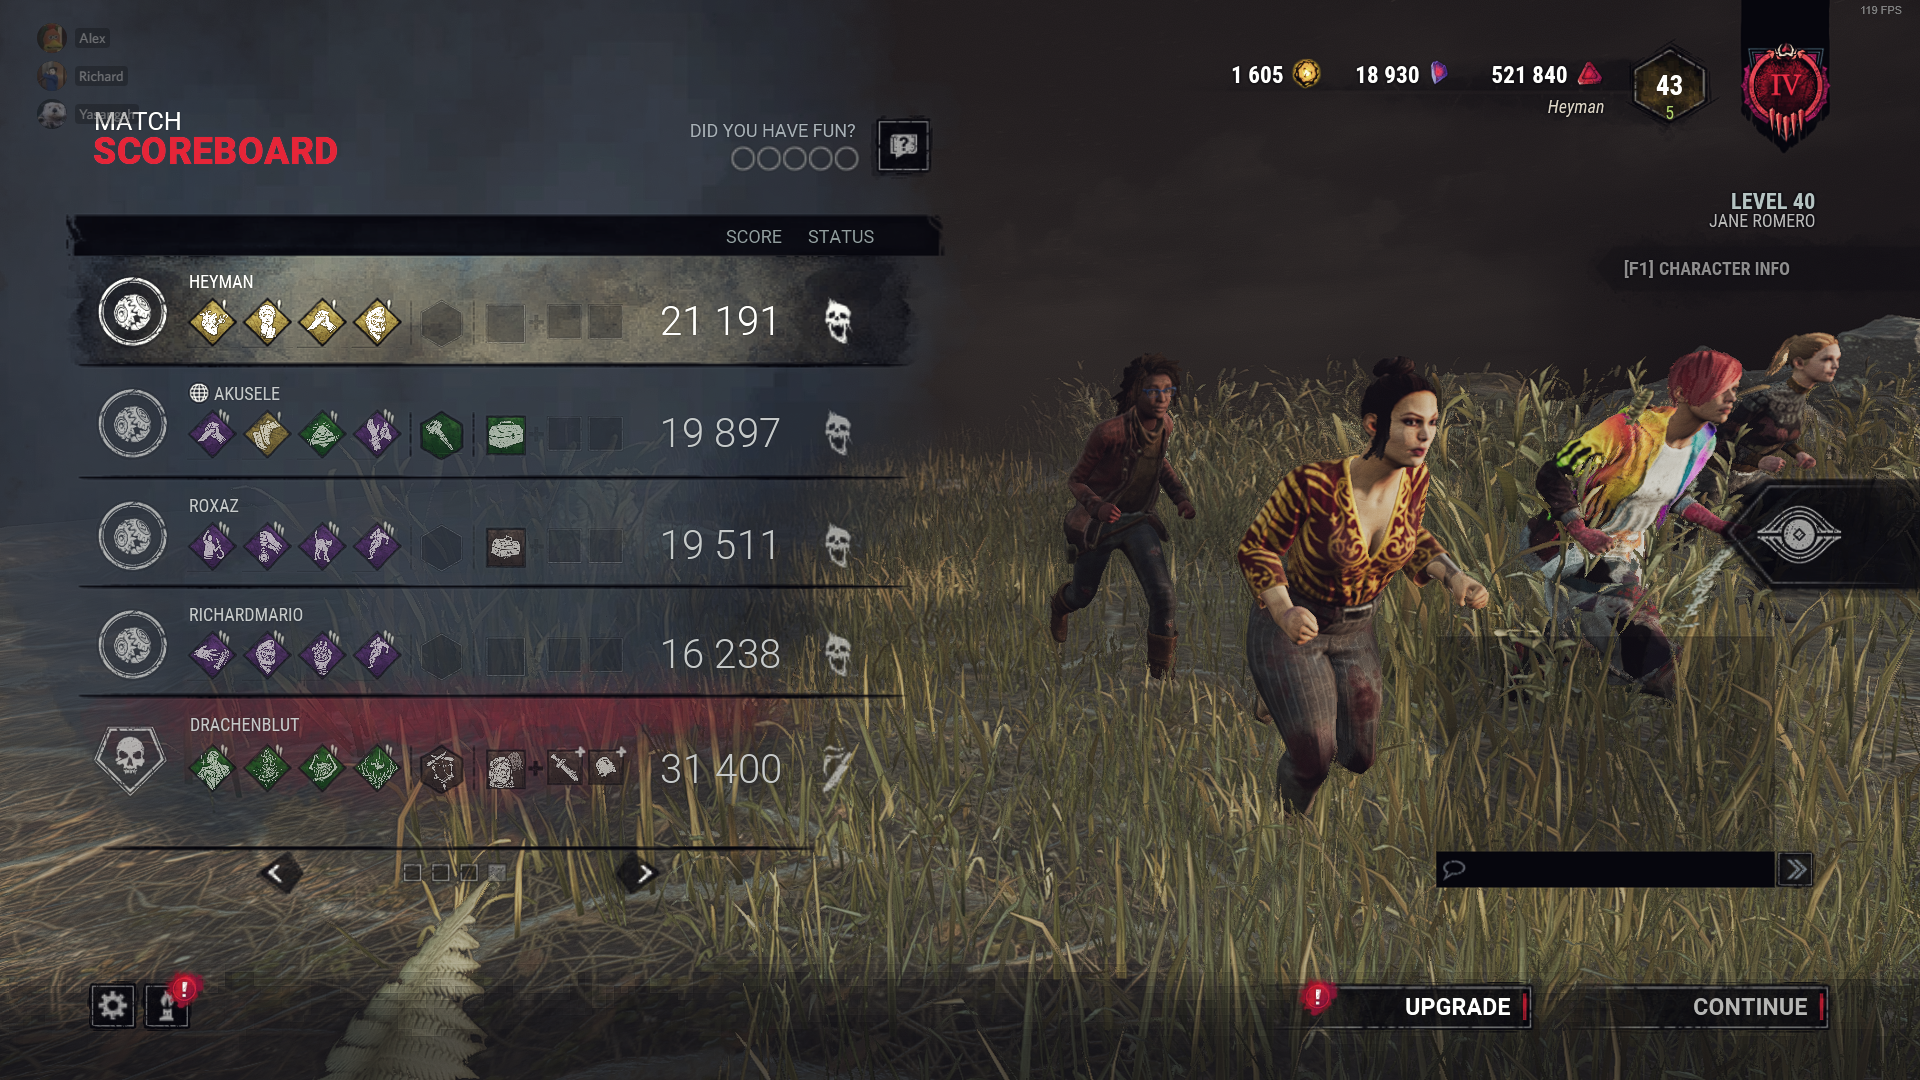 119 FPS
Alex
Richard
1 605
18 930
521 840
Heyman
43
5
IV
MATCH
SCOREBOARD
DID YOU HAVE FUN?
LEVEL 40
JANE ROMERO
[F1] CHARACTER INFO
SCORE STATUS
HEYMAN
21 191
AKUSELE
19 897
ROXAZ
19 511
RICHARDMARIO
16 238
DRACHENBLUT
31 400
UPGRADE
CONTINUE